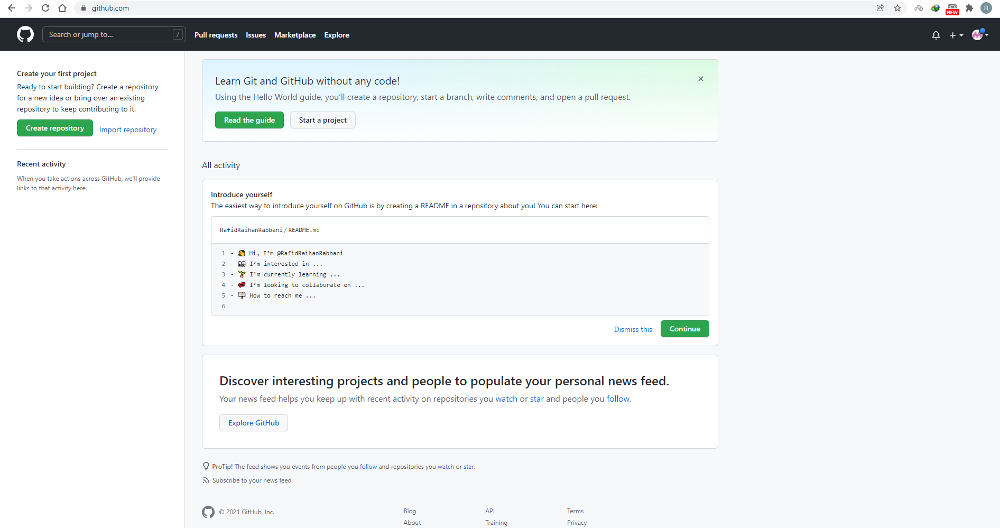 github.com
NEW
R
Search or jump to...
/
Pull requests
Issues
Marketplace
Explore
Create your first project
Ready to start building? Create a repository
for a new idea or bring over an existing
repository to keep contributing to it.
Create repository
Import repository
Recent activity
When you take actions across GitHub, we’ll provide
links to that activity here.
Learn Git and GitHub without any code!
Using the Hello World guide, you’ll create a repository, start a branch, write comments, and open a pull request.
Read the guide
Start a project
All activity
Introduce yourself
The easiest way to introduce yourself on GitHub is by creating a README in a repository about you! You can start here:
RafidRaihanRabbani / README.md
1 - 👋 Hi, I’m @RafidRaihanRabbani
2 - 👀 I’m interested in ...
3 - 🌱 I’m currently learning ...
4 - 💞️ I’m looking to collaborate on ...
5 - 📫 How to reach me ...
6
Dismiss this
Continue
Discover interesting projects and people to populate your personal news feed.
Your news feed helps you keep up with recent activity on repositories you watch or star and people you follow.
Explore GitHub
ProTip! The feed shows you events from people you follow and repositories you watch or star.
Subscribe to your news feed
© 2021 GitHub, Inc.
Blog
API
Terms
About
Training
Privacy